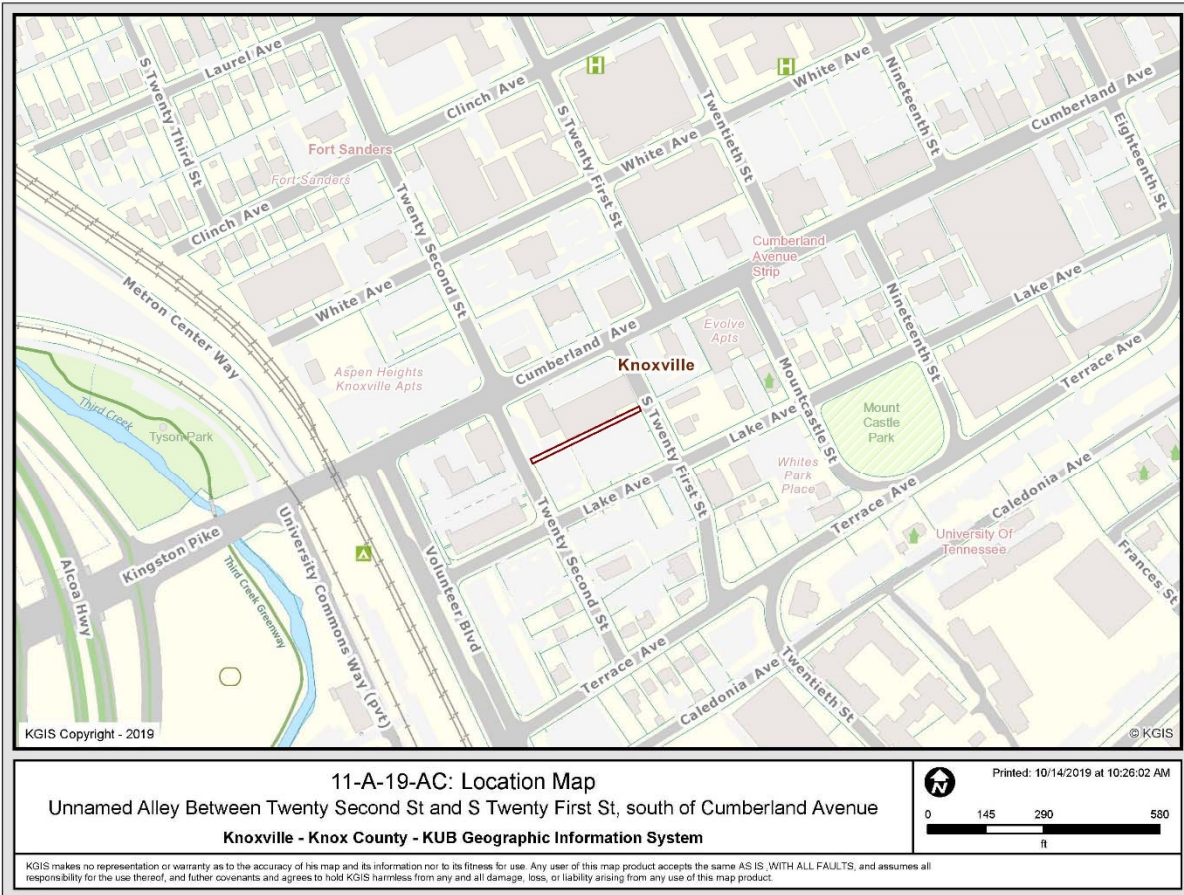 Laurel Ave
S Twenty Third St
Clinch Ave
S Twenty First St
H
H
White Ave
Twentieth St
Nineteenth St
Cumberland Ave
Eighteenth St
Fort Sanders
Fort Sanders
White Ave
Clinch Ave
Twenty Second St
Cumberland
Avenue
Strip
Metron Center Way
White Ave
Nineteenth St
Lake Ave
Cumberland Ave
Evolve
Apts
Knoxville
Aspen Heights
Knoxville Apts
Mountcastle St
Terrace Ave
Third Creek
Tyson Park
Lake Ave
Mount
Castle
Park
S Twenty First St
Whites
Park
Place
Lake Ave
Terrace Ave
Caledonia Ave
University Of
Tennessee
Kingston Pike
Alcoa Hwy
Third Creek Greenway
University Commons Way (pvt)
Volunteer Blvd
Twenty Second St
Frances St
Terrace Ave
Caledonia Ave
Twentieth St
KGIS Copyright - 2019
© KGIS
11-A-19-AC: Location Map
Unnamed Alley Between Twenty Second St and S Twenty First St, south of Cumberland Avenue
Knoxville - Knox County - KUB Geographic Information System
N
Printed: 10/14/2019 at 10:26:02 AM
0 145 290 580
ft
KGIS makes no representation or warranty as to the accuracy of his map and its information nor to its fitness for use. Any user of this map product accepts the same AS IS ,WITH ALL FAULTS, and assumes all
responsibility for the use thereof, and futher covenants and agrees to hold KGIS harmless from any and all damage, loss, or liability arising from any use of this map product.